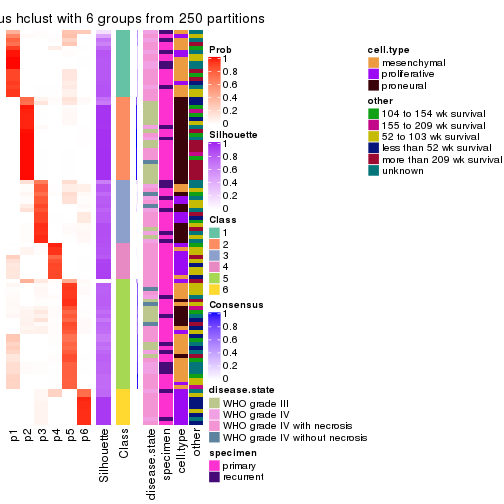 us hclust with 6 groups from 250 partitions
Prob
1
0.8
0.6
0.4
0.2
0
Silhouette
1
0.8
0.6
0.4
0.2
0
Class
1
2
3
4
5
6
Consensus
1
0.8
0.6
0.4
0.2
0
disease.state
WHO grade III
WHO grade IV
WHO grade IV with necrosis
WHO grade IV without necrosis
specimen
primary
recurrent
cell.type
mesenchymal
proliferative
proneural
other
104 to 154 wk survival
155 to 209 wk survival
52 to 103 wk survival
less than 52 wk survival
more than 209 wk survival
unknown
p1
p2
p3
p4
p5
p6
Silhouette
Class
disease.state
specimen
cell.type
other